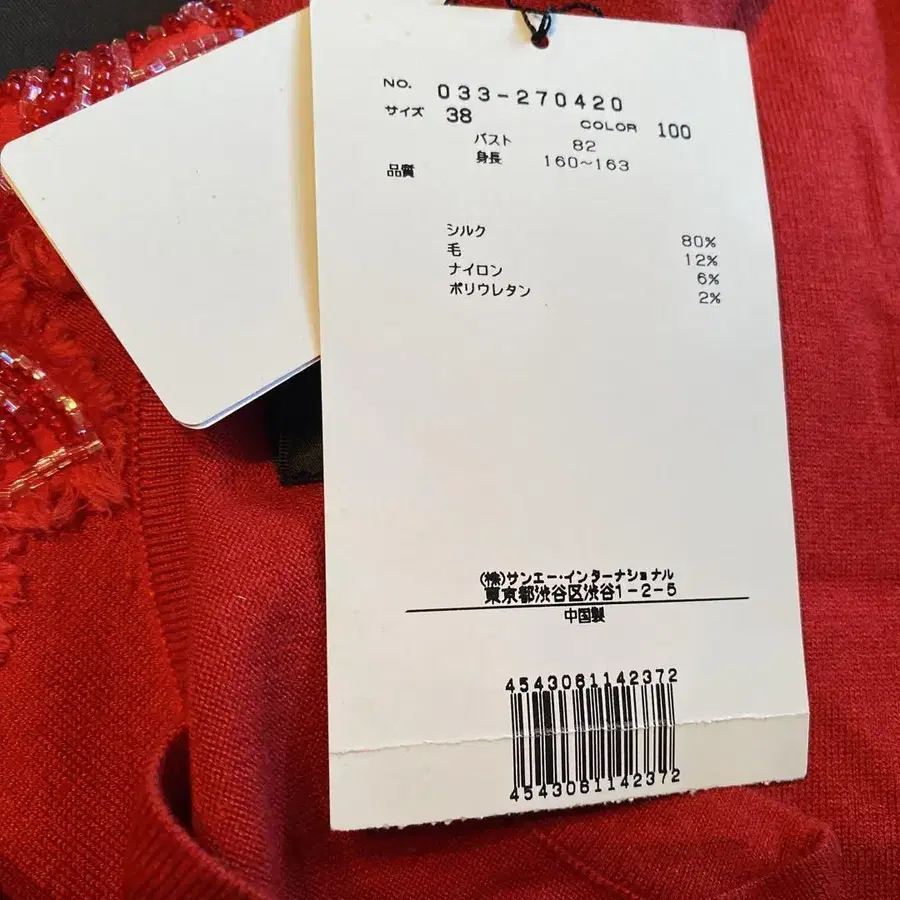 NO. 033-270420
サイズ 38 COLOR 100
バスト 82
身長 160~163
品質
シルク 80%
毛 12%
ナイロン 6%
ポリウレタン 2%
(株)サンエー・インターナショナル
東京都渋谷区渋谷1-2-5
中国製
4543081142372
4543081142372